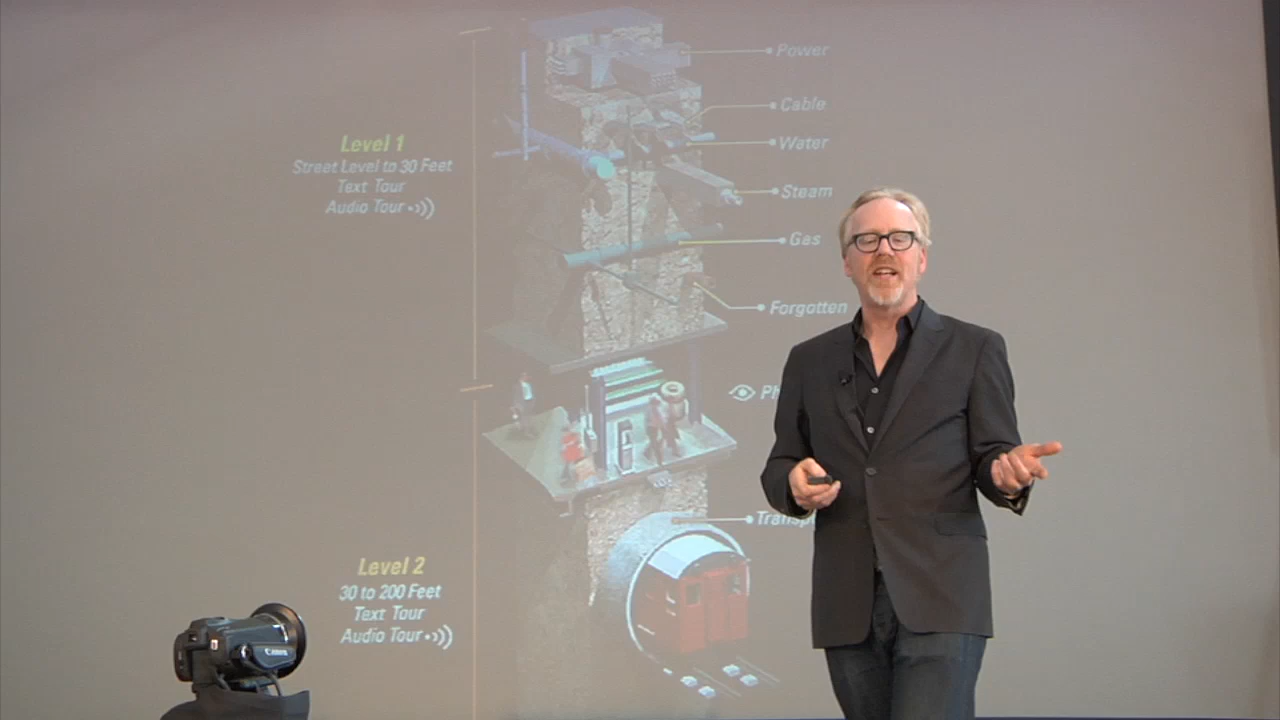 Power
Cable
Water
Steam
Gas
Forgotten
Level 1
Street Level to 30 Feet
Text Tour
Audio Tour
Level 2
30 to 200 Feet
Text Tour
Audio Tour
Canon